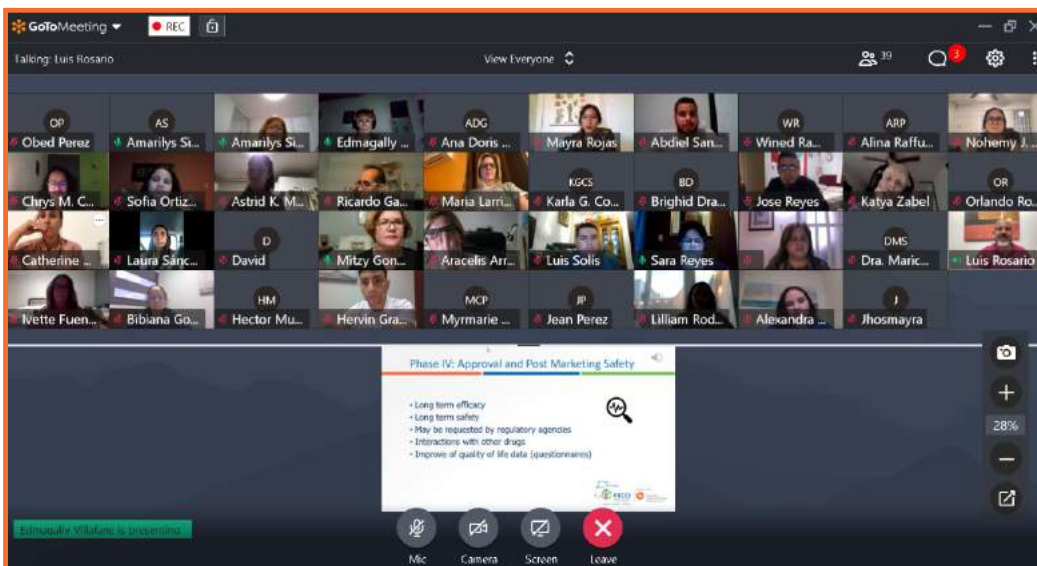 GoToMeeting
REC
Talking: Luis Rosario
View Everyone
39
3
OP
Obed Perez
AS
Amarilys Si...
Amarilys Si...
Edmagally ...
ADG
Ana Doris ...
Mayra Rojas
Abdiel San...
WR
Wined Ra...
ARP
Alina Raffu...
Nohemy J. ...
Chrys M. C...
Sofia Ortiz...
Astrid K. M...
Ricardo Ga...
Maria Larri...
KGCS
Karla G. Co...
BD
Brighid Dra...
Jose Reyes
Katya Zabel
OR
Orlando Ro...
Catherine ...
Laura Sánc...
D
David
Mitzy Gon...
Aracelis Arr...
Luis Solis
Sara Reyes
DMS
Dra. Maric...
Luis Rosario
Ivette Fuen...
Bibiana Go...
HM
Hector Mu...
Hervin Gra...
MCP
Myrmarie ...
JP
Jean Perez
Lilliam Rod...
Alexandra ...
J
Jhosmayra
Phase IV: Approval and Post Marketing Safety
• Long term efficacy
• Long term safety
• May be requested by regulatory agencies
• Interactions with other drugs
• Improve of quality of life data (questionnaires)
28%
Edmagally Villafane is presenting
Mic
Camera
Screen
Leave